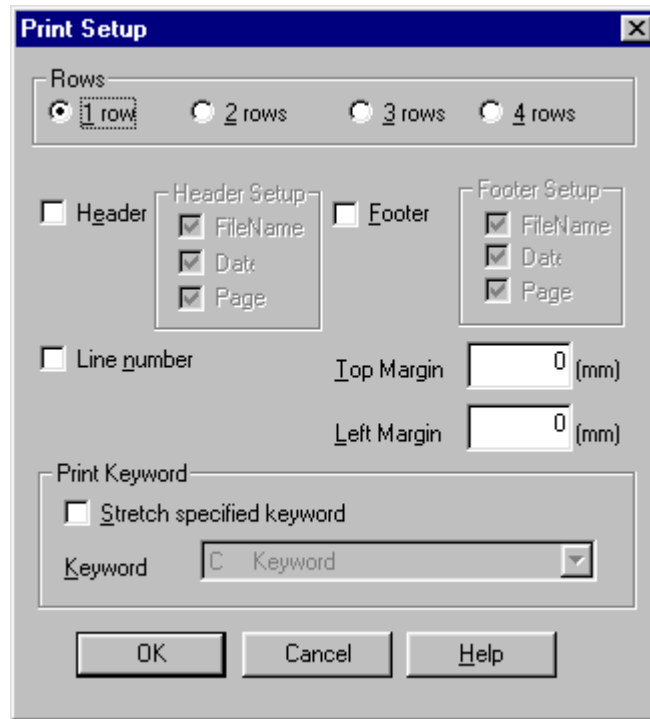 Print Setup
Rows
1 row 2 rows 3 rows 4 rows
Header
Header Setup
FileName
Date
Page
Footer
Footer Setup
FileName
Date
Page
Line number
Top Margin 0 (mm)
Left Margin 0 (mm)
Print Keyword
Stretch specified keyword
Keyword C Keyword
OK Cancel Help